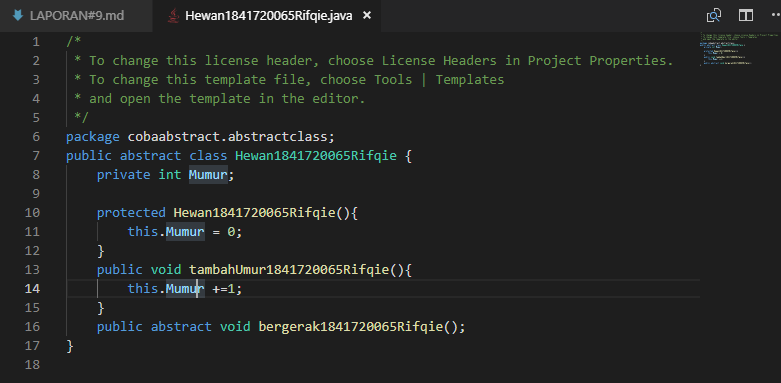 LAPORAN#9.md Hewan1841720065Rifqie.java ×
1 /*
2  * To change this license header, choose License Headers in Project Properties.
3  * To change this template file, choose Tools | Templates
4  * and open the template in the editor.
5  */
6 package cobaabstract.abstractclass;
7 public abstract class Hewan1841720065Rifqie {
8     private int Mumur;
9
10     protected Hewan1841720065Rifqie(){
11         this.Mumur = 0;
12     }
13     public void tambahUmur1841720065Rifqie(){
14         this.Mumur +=1;
15     }
16     public abstract void bergerak1841720065Rifqie();
17 }
18